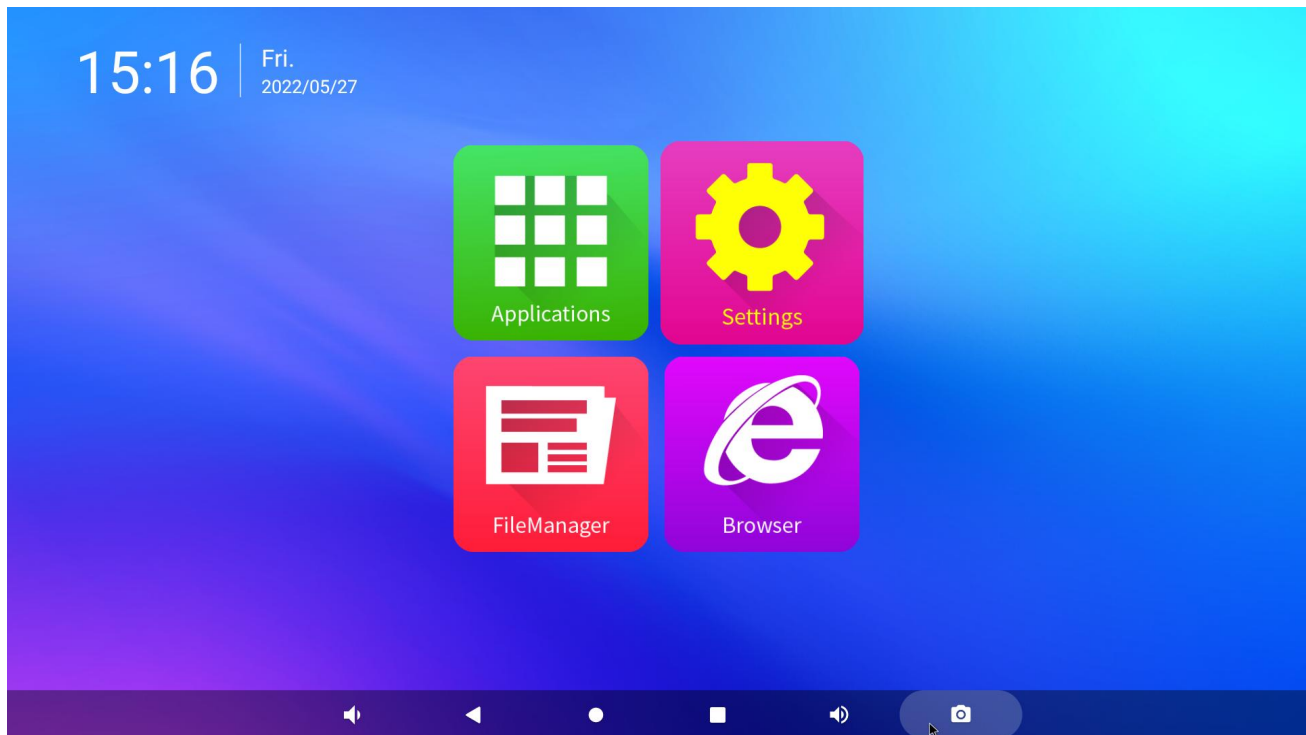 15:16
Fri.
2022/05/27
Applications
Settings
FileManager
Browser